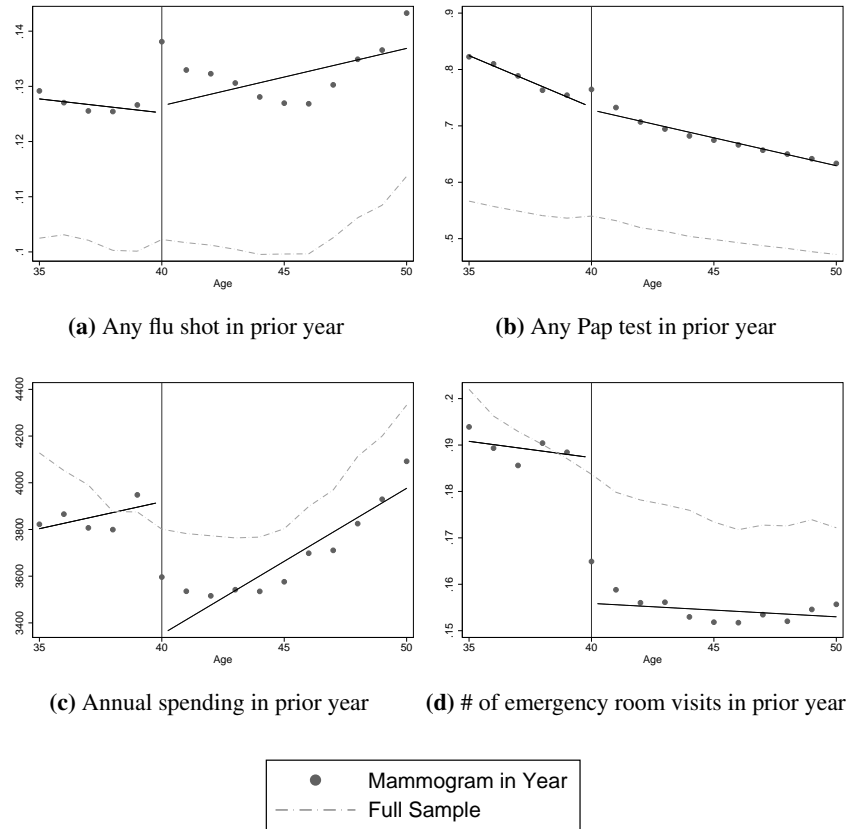 .14
.13
.12
.11
.1
35 40 45 50
Age
(a) Any flu shot in prior year
.9
.8
.7
.6
.5
35 40 45 50
Age
(b) Any Pap test in prior year
4400
4200
4000
3800
3600
3400
35 40 45 50
Age
(c) Annual spending in prior year
.2
.19
.18
.17
.16
.15
35 40 45 50
Age
(d) # of emergency room visits in prior year
Mammogram in Year
Full Sample